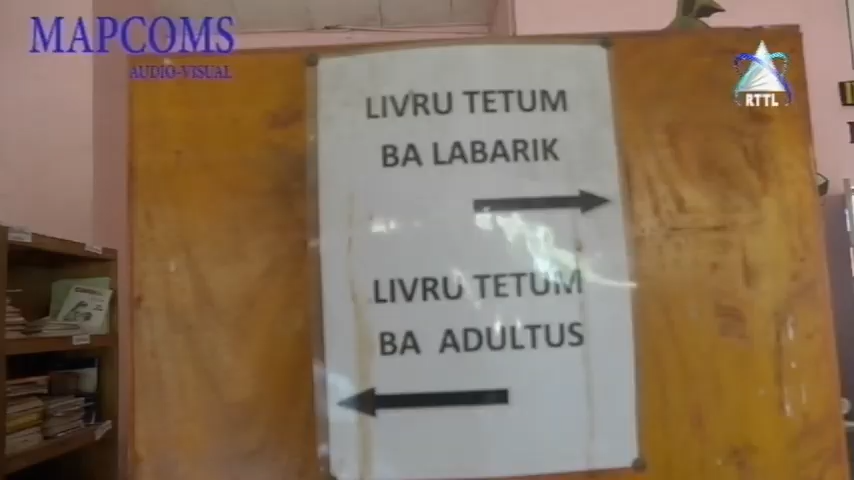 MAPCOMS
AUDIO-VISUAL
RTTL
LIVRU TETUM
BA LABARIK
LIVRU TETUM
BA ADULTUS